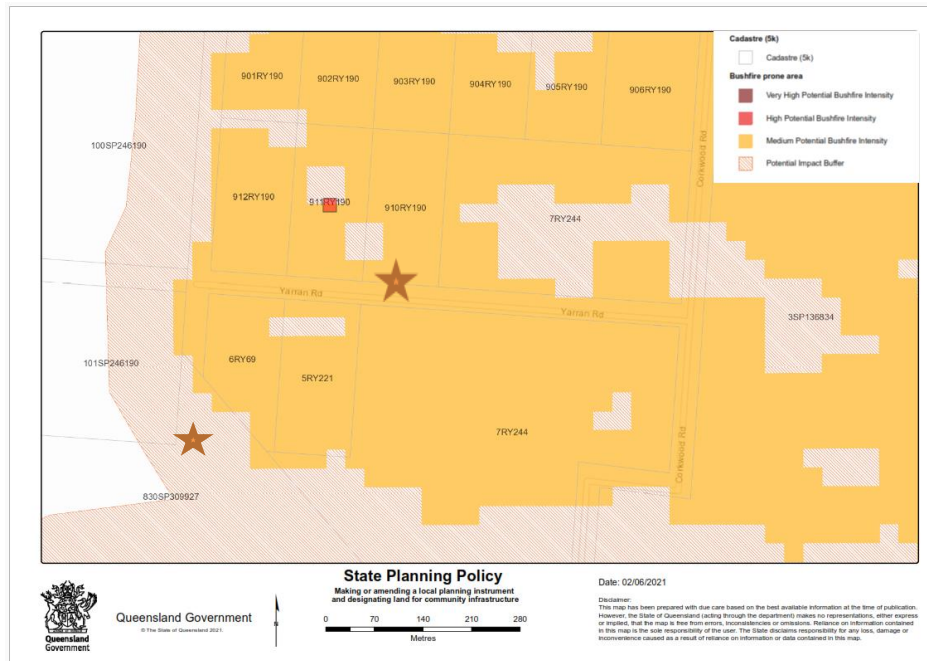 Cadastre (5k)
Cadastre (5k)
Bushfire prone area
Very High Potential Bushfire Intensity
High Potential Bushfire Intensity
Medium Potential Bushfire Intensity
Potential Impact Buffer
901RY190
902RY190
903RY190
904RY190
905RY190
906RY190
100SP246190
Corkwood Rd
912RY190
911RY190
910RY190
7RY244
Yarran Rd
Yarran Rd
3SP136834
101SP246190
6RY69
5RY221
7RY244
Corkwood Rd
830SP309927
State Planning Policy
Making or amending a local planning instrument
and designating land for community infrastructure
0 70 140 210 280
Metres
Queensland
Government
Queensland Government
© The State of Queensland 2021.
Date: 02/06/2021
Disclaimer:
This map has been prepared with due care based on the best available information at the time of publication.
However, the State of Queensland (acting through the department) makes no representations, either express
or implied, that the map is free from errors, inconsistencies or omissions. Reliance on information contained
in this map is the sole responsibility of the user. The State disclaims responsibility for any loss, damage or
inconvenience caused as a result of reliance on information or data contained in this map.